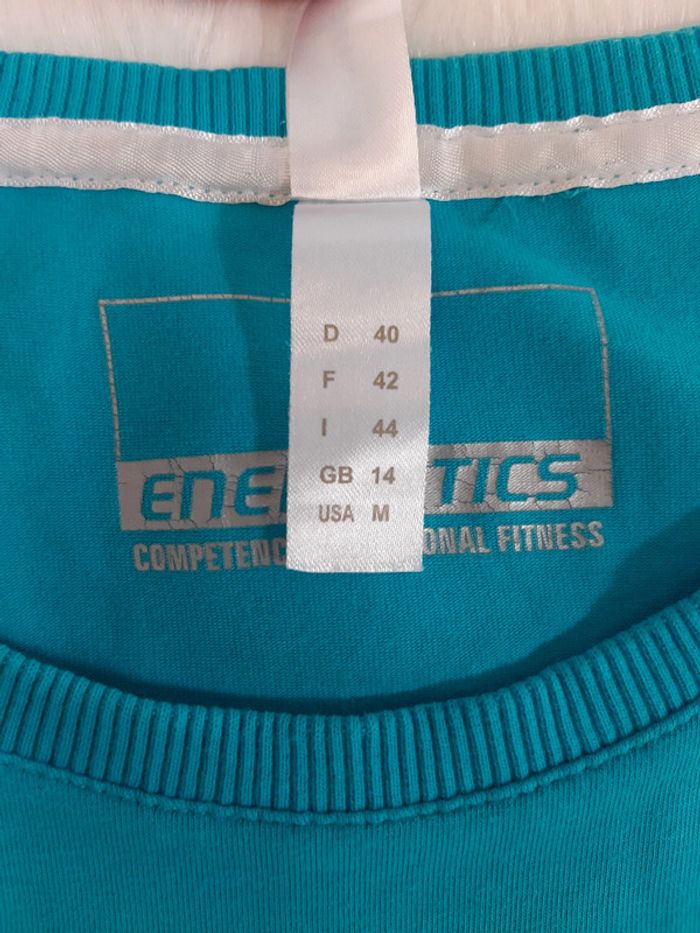 D 40
F 42
I 44
GB 14
USA M
ENE TICS
COMPETENC ONAL FITNESS